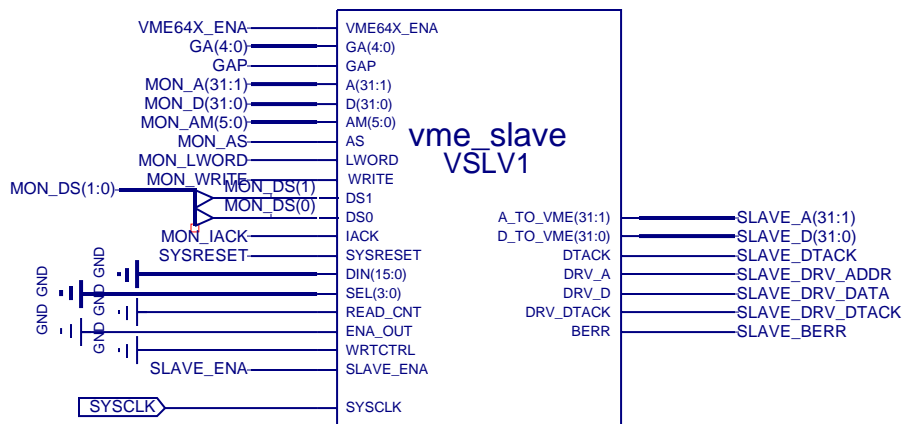 VME64X_ENA VME64X_ENA
GA(4:0) GA(4:0)
GAP GAP
MON_A(31:1) A(31:1)
MON_D(31:0) D(31:0)
MON_AM(5:0) AM(5:0)
MON_AS AS
vme_slave
MON_LWORD LWORD
VSLV1
MON_WRITE WRITE
MON_DS(1:0) MON_DS(1) DS1
MON_DS(0) DS0 A_TO_VME(31:1) SLAVE_A(31:1)
MON_IACK IACK D_TO_VME(31:0) SLAVE_D(31:0)
SYSRESET SYSRESET DTACK SLAVE_DTACK
GND DIN(15:0) DRV_A SLAVE_DRV_ADDR
GND SEL(3:0) DRV_D SLAVE_DRV_DATA
GND READ_CNT DRV_DTACK SLAVE_DRV_DTACK
GND ENA_OUT BERR SLAVE_BERR
GND WRTCTRL
SLAVE_ENA SLAVE_ENA
SYSCLK SYSCLK